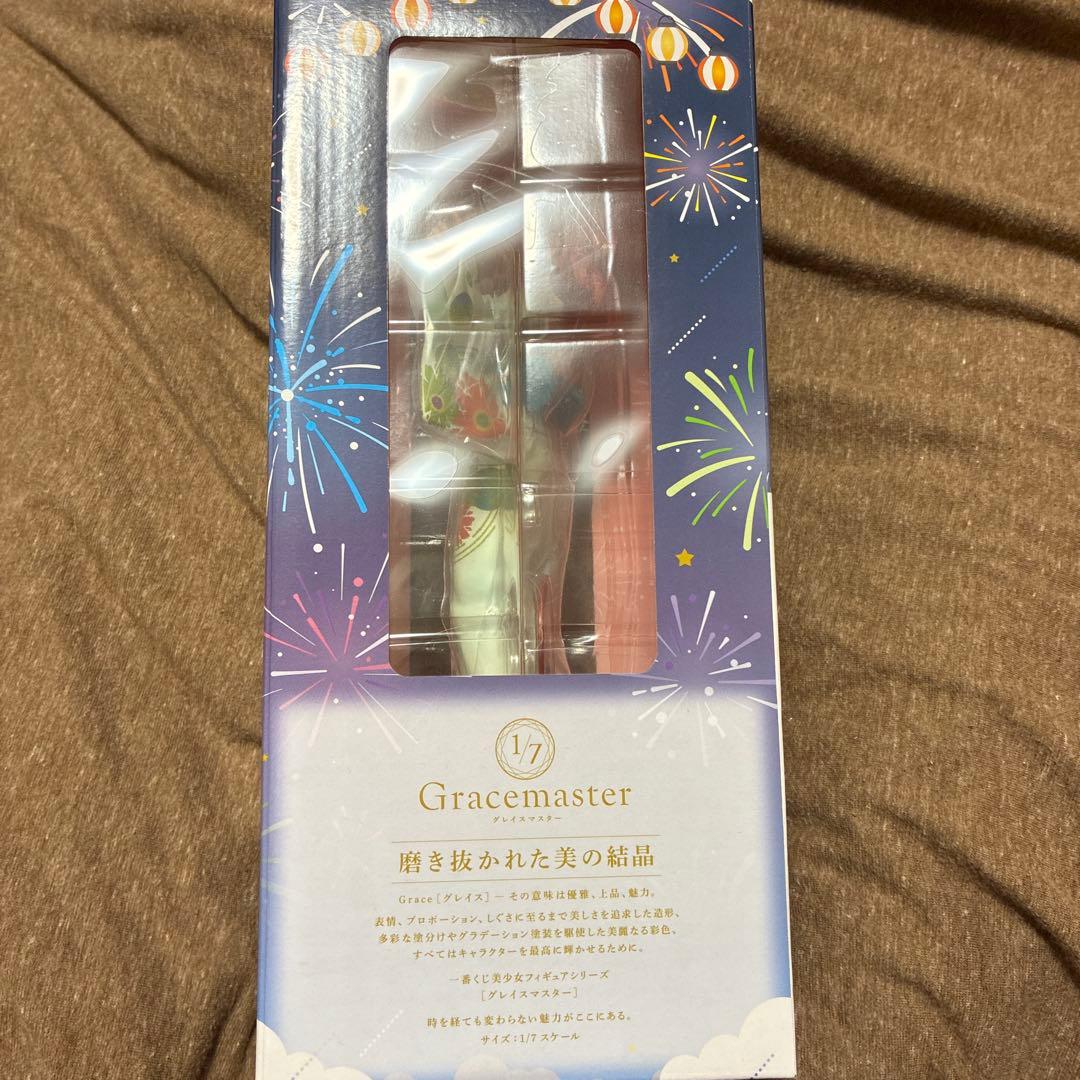 1/7
Gracemaster
グレイスマスター
磨き抜かれた美の結晶
Grace［グレイス］— その意味は優雅、上品、魅力。
表情、プロポーション、しぐさに至るまで美しさを追求した造形、
多彩な塗分けやグラデーション塗装を駆使した美麗なる彩色、
すべてはキャラクターを最高に輝かせるために。
一番くじ美少女フィギュアシリーズ
［グレイスマスター］
時を経ても変わらない魅力がここにある。
サイズ：1/7スケール